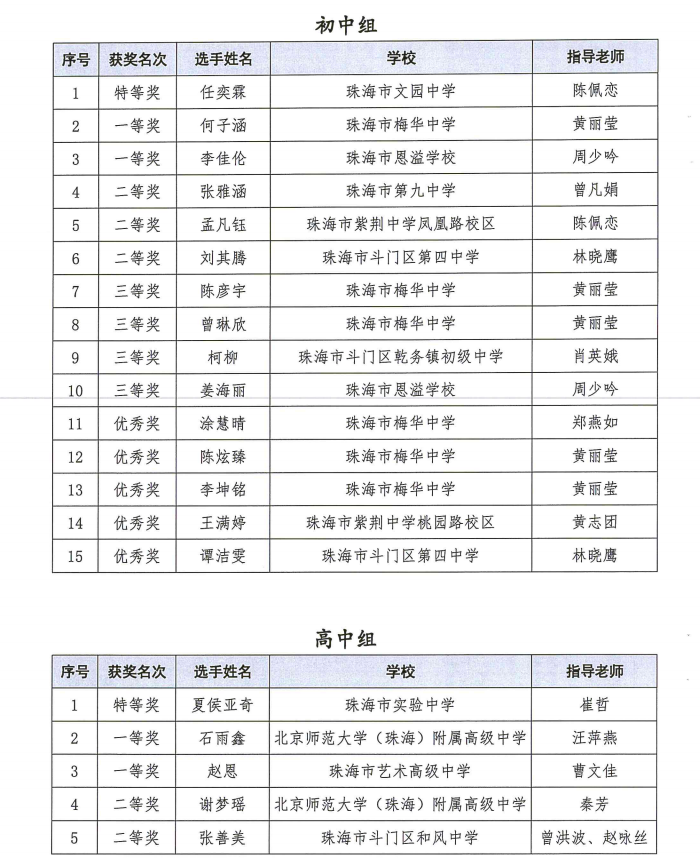 初中组
序号 获奖名次 选手姓名 学校 指导老师
1 特等奖 任奕霖 珠海市文园中学 陈佩恋
2 一等奖 何子涵 珠海市梅华中学 黄丽莹
3 一等奖 李佳伦 珠海市恩溢学校 周少吟
4 二等奖 张雅涵 珠海市第九中学 曾凡娟
5 二等奖 孟凡钰 珠海市紫荆中学凤凰路校区 陈佩恋
6 二等奖 刘其腾 珠海市斗门区第四中学 林晓鹰
7 三等奖 陈彦宇 珠海市梅华中学 黄丽莹
8 三等奖 曾琳欣 珠海市梅华中学 黄丽莹
9 三等奖 柯柳 珠海市斗门区乾务镇初级中学 肖英娥
10 三等奖 姜海丽 珠海市恩溢学校 周少吟
11 优秀奖 涂慧晴 珠海市梅华中学 郑燕如
12 优秀奖 陈炫臻 珠海市梅华中学 黄丽莹
13 优秀奖 李坤铭 珠海市梅华中学 黄丽莹
14 优秀奖 王满婷 珠海市紫荆中学桃园路校区 黄志团
15 优秀奖 谭洁雯 珠海市斗门区第四中学 林晓鹰
高中组
序号 获奖名次 选手姓名 学校 指导老师
1 特等奖 夏侯亚奇 珠海市实验中学 崔哲
2 一等奖 石雨鑫 北京师范大学（珠海）附属高级中学 汪萍燕
3 一等奖 赵恩 珠海市艺术高级中学 曹文佳
4 二等奖 谢梦瑶 北京师范大学（珠海）附属高级中学 秦芳
5 二等奖 张善美 珠海市斗门区和风中学 曾洪波、赵咏丝